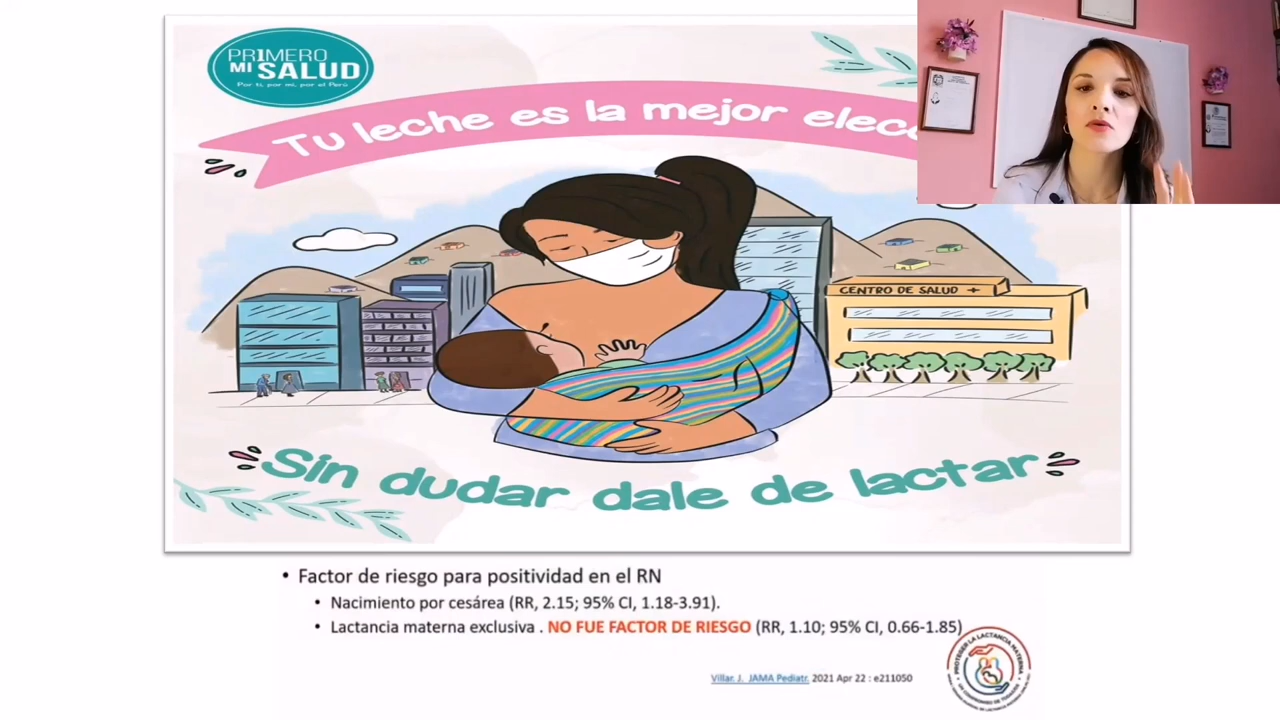 PR1MERO
MI SALUD
Por ti, por mi, por el Perú
Tu leche es la mejor
CENTRO DE SALUD +
Sin dudar dale de lactar
• Factor de riesgo para positividad en el RN
• Nacimiento por cesárea (RR, 2.15; 95% CI, 1.18-3.91).
• Lactancia materna exclusiva . NO FUE FACTOR DE RIESGO (RR, 1.10; 95% CI, 0.66-1.85)
Villar. J. JAMA Pediatr. 2021 Apr 22 : e211050
PROTEGER LA LACTANCIA MATERNA